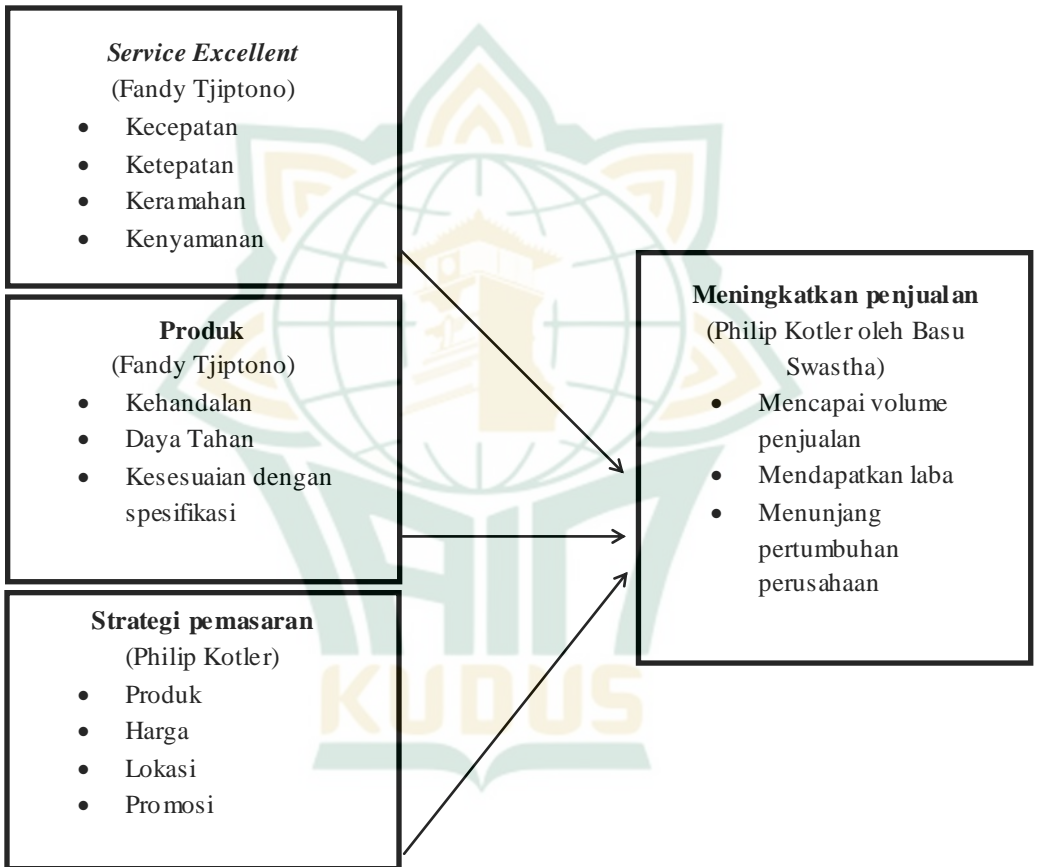 Service Excellent
(Fandy Tjiptono)
• Kecepatan
• Ketepatan
• Keramahan
• Kenyamanan
Produk
(Fandy Tjiptono)
• Kehandalan
• Daya Tahan
• Kesesuaian dengan
spesifikasi
Strategi pemasaran
(Philip Kotler)
• Produk
• Harga
• Lokasi
• Promosi
Meningkatkan penjualan
(Philip Kotler oleh Basu
Swastha)
• Mencapai volume
penjualan
• Mendapatkan laba
• Menunjang
pertumbuhan
perusahaan
IAIN
KUDUS